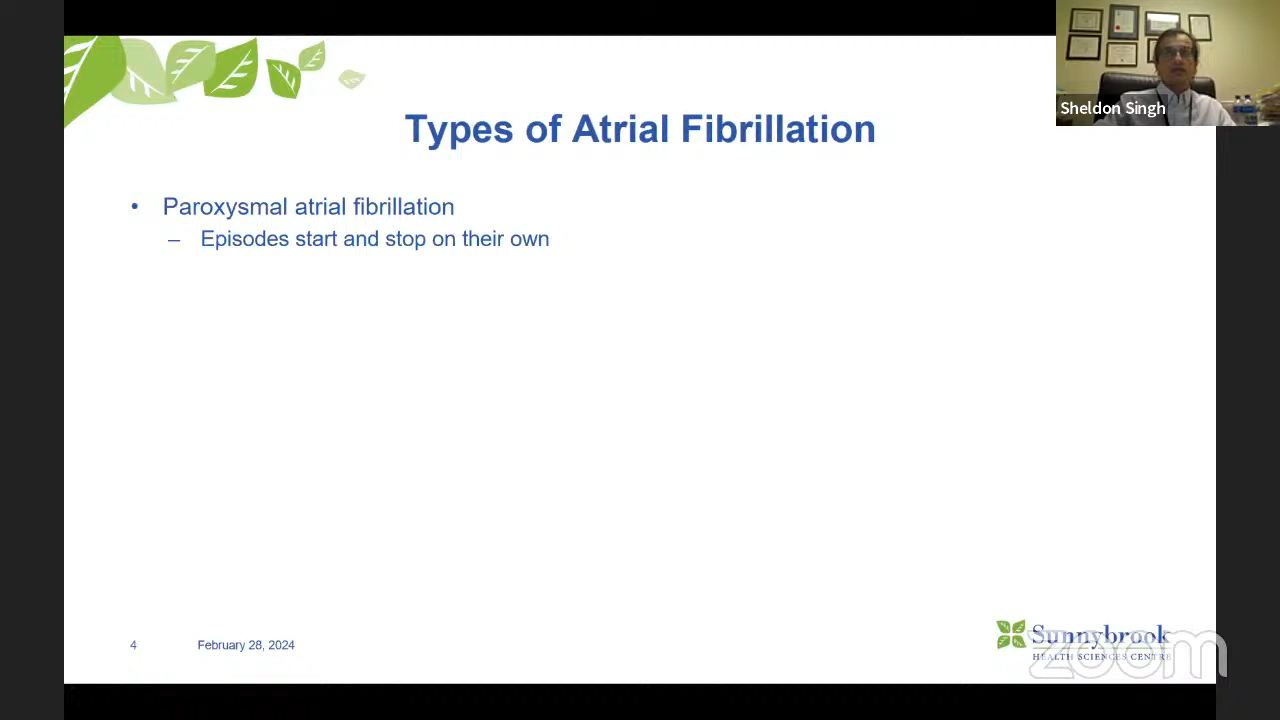 Sheldon Singh
Types of Atrial Fibrillation
• Paroxysmal atrial fibrillation
– Episodes start and stop on their own
4 February 28, 2024
Sunnybrook
HEALTH SCIENCES CENTRE
zoom